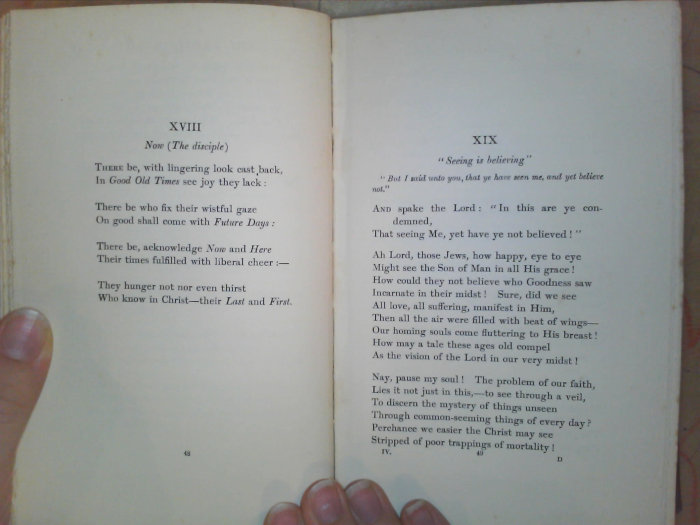 XVIII
Now (The disciple)
There be, with lingering look cast back,
In Good Old Times see joy they lack :
There be who fix their wistful gaze
On good shall come with Future Days :
There be, acknowledge Now and Here
Their times fulfilled with liberal cheer :—
They hunger not nor even thirst
Who know in Christ—their Last and First.
48
XIX
"Seeing is believing"
"But I said unto you, that ye have seen me, and yet believe
not."
And spake the Lord : "In this are ye con-
demned,
That seeing Me, yet have ye not believed !"
Ah Lord, those Jews, how happy, eye to eye
Might see the Son of Man in all His grace !
How could they not believe who Goodness saw
Incarnate in their midst ! Sure, did we see
All love, all suffering, manifest in Him,
Then all the air were filled with beat of wings—
Our homing souls come fluttering to His breast !
How may a tale these ages old compel
As the vision of the Lord in our very midst !
Nay, pause my soul ! The problem of our faith,
Lies it not just in this,—to see through a veil,
To discern the mystery of things unseen
Through common-seeming things of every day ?
Perchance we easier the Christ may see
Stripped of poor trappings of mortality !
IV. 49 D